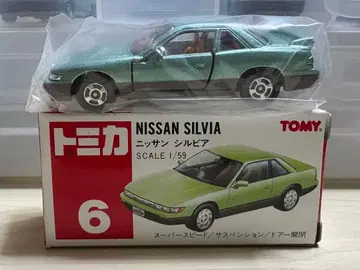 トミカ
NISSAN SILVIA
ニッサン シルビア
SCALE 1/59
TOMY
6
スーパースピード/サスペンション/ドアー開閉